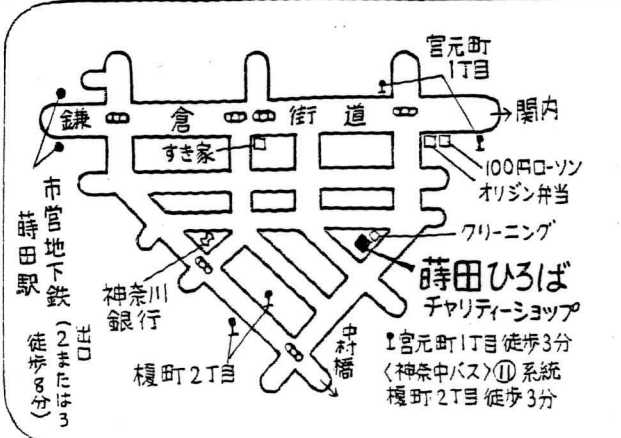 宮元町
1丁目
鎌倉街道
→関内
すき家
100円ローソン
オリジン弁当
市営地下鉄
蒔田駅
出口
(2または3
徒歩8分)
クリーニング
蒔田ひろば
チャリティーショップ
神奈川
銀行
榎町2丁目
中村橋
宮元町1丁目徒歩3分
〈神奈中バス〉⑪系統
榎町2丁目徒歩3分